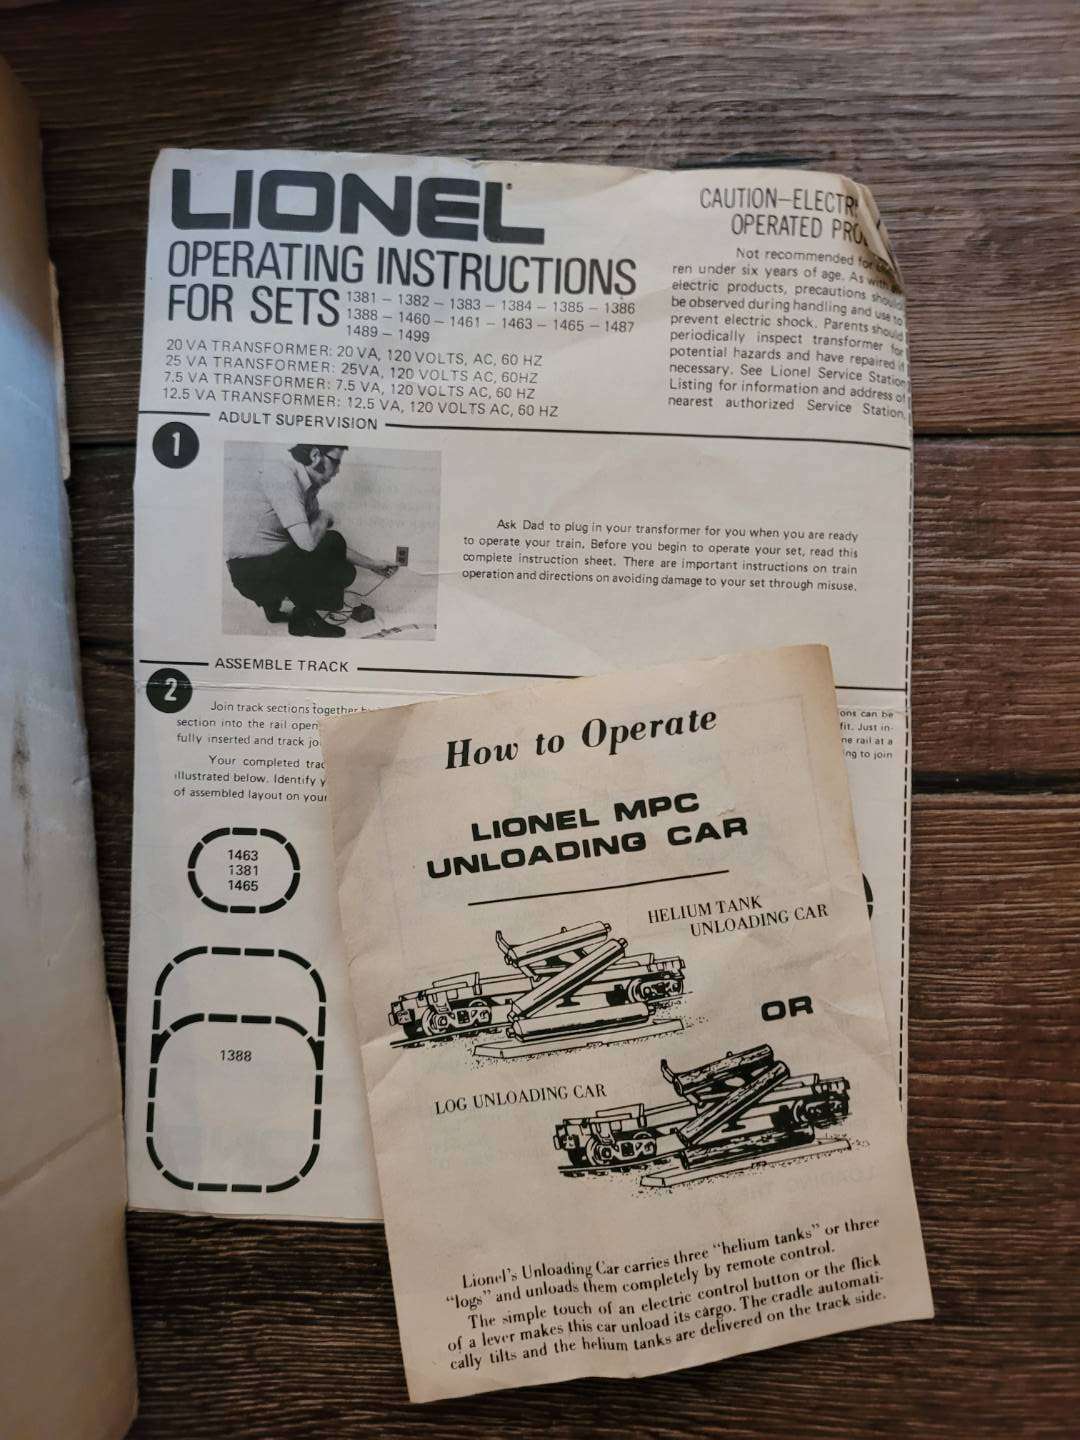 LIONEL
OPERATING INSTRUCTIONS
FOR SETS 1381 – 1382 – 1383 – 1384 – 1385 – 1386
1388 – 1460 – 1461 – 1463 – 1465 – 1487
1489 – 1499
20 VA TRANSFORMER: 20 VA, 120 VOLTS, AC, 60 HZ
25 VA TRANSFORMER: 25VA, 120 VOLTS AC, 60HZ
7.5 VA TRANSFORMER: 7.5 VA, 120 VOLTS AC, 60 HZ
12.5 VA TRANSFORMER: 12.5 VA, 120 VOLTS AC, 60 HZ
CAUTION—ELECTR
OPERATED PRO
Not recommended for
ren under six years of age. As with
electric products, precautions should
be observed during handling and use to
prevent electric shock. Parents should
periodically inspect transformer for
potential hazards and have repaired if
necessary. See Lionel Service Station
Listing for information and address of
nearest authorized Service Station.
1 ADULT SUPERVISION
Ask Dad to plug in your transformer for you when you are ready
to operate your train. Before you begin to operate your set, read this
complete instruction sheet. There are important instructions on train
operation and directions on avoiding damage to your set through misuse.
2 ASSEMBLE TRACK
Join track sections together
section into the rail open
fully inserted and track jo
Your completed trac
illustrated below. Identify y
of assembled layout on your
ons can be
fit. Just in-
ne rail at a
ing to join
1463
1381
1465
1388
How to Operate
LIONEL MPC
UNLOADING CAR
HELIUM TANK
UNLOADING CAR
OR
LOG UNLOADING CAR
Lionel's Unloading Car carries three "helium tanks" or three
"logs" and unloads them completely by remote control.
The simple touch of an electric control button or the flick
of a lever makes this car unload its cargo. The cradle automati-
cally tilts and the helium tanks are delivered on the track side.